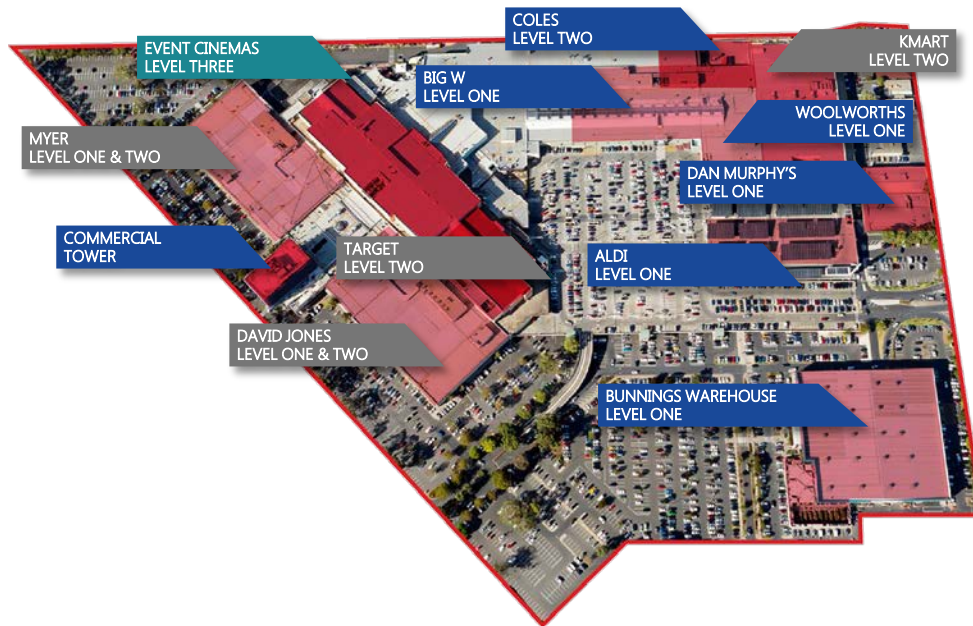 COLES
LEVEL TWO
KMART
LEVEL TWO
EVENT CINEMAS
LEVEL THREE
BIG W
LEVEL ONE
WOOLWORTHS
LEVEL ONE
MYER
LEVEL ONE & TWO
DAN MURPHY'S
LEVEL ONE
COMMERCIAL
TOWER
TARGET
LEVEL TWO
ALDI
LEVEL ONE
DAVID JONES
LEVEL ONE & TWO
BUNNINGS WAREHOUSE
LEVEL ONE